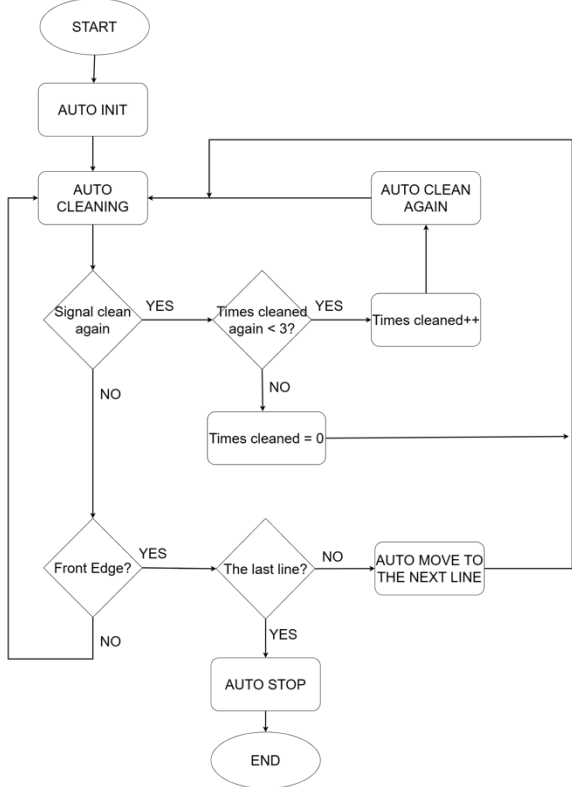 START
AUTO INIT
AUTO
CLEANING
AUTO CLEAN
AGAIN
Signal clean
again
YES
Times cleaned
again < 3?
YES
Times cleaned++
NO
NO
Times cleaned = 0
Front Edge?
YES
The last line?
NO
AUTO MOVE TO
THE NEXT LINE
NO
YES
AUTO STOP
END